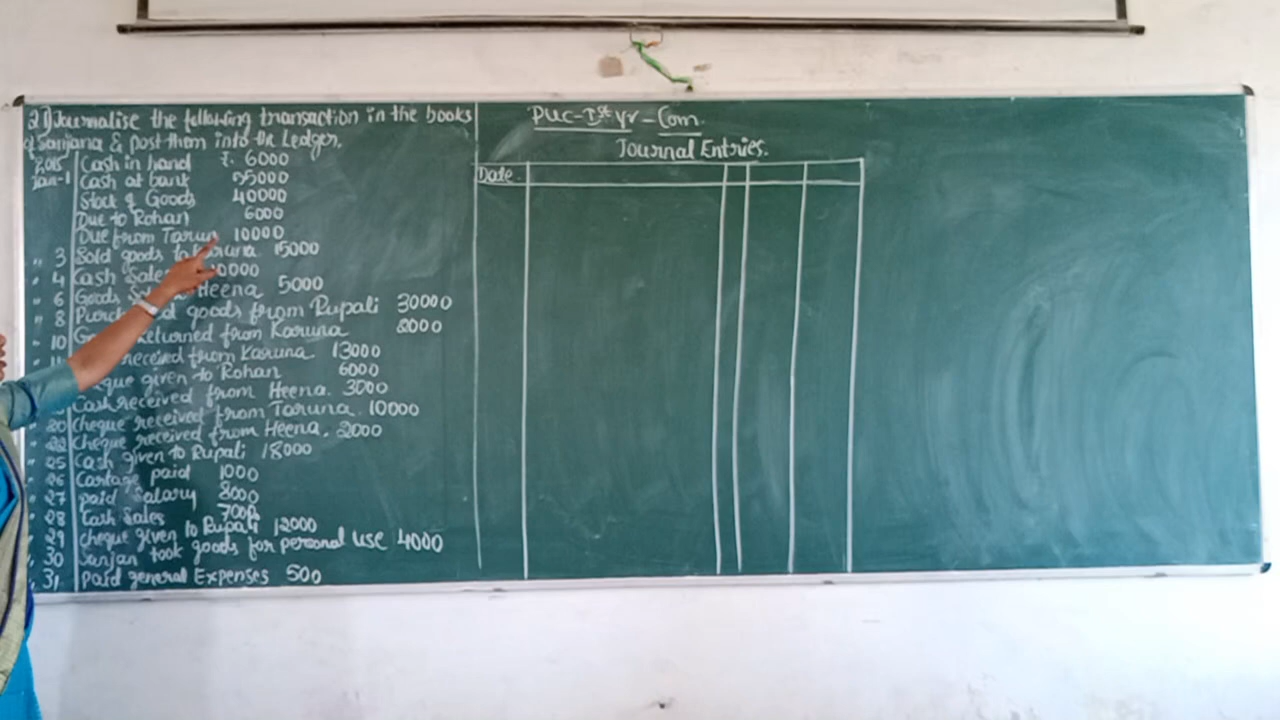 21) Journalise the following transaction in the books
of Sanjana & post them into the Ledger.
2015 Cash in hand ₹. 6000
Jan-1 Cash at bank 55000
Stock of Goods 40000
Due to Rohan 6000
Due from Tarun 10000
" 3 Sold goods to Karuna 15000
" 4 Cash Sales 10000
" 6 Goods Heena 5000
" 8 goods from Rupali 30000
" 10 Returned from Karuna 2000
" received from Karuna 13000
given to Rohan 6000
Cash received from Heena. 3000
" 20 Cheque received from Taruna. 10000
" 22 Cheque received from Heena. 2000
" 25 Cash given to Rupali 18000
" 26 Cartage paid 1000
" 27 paid Salary 8000
" 28 Cash Sales 7000
" 29 cheque given to Rupali 12000
" 30 Sanjan took goods for personal use 4000
" 31 paid general Expenses 500
PUC-Ist yr - Com.
Journal Entries.
Date.